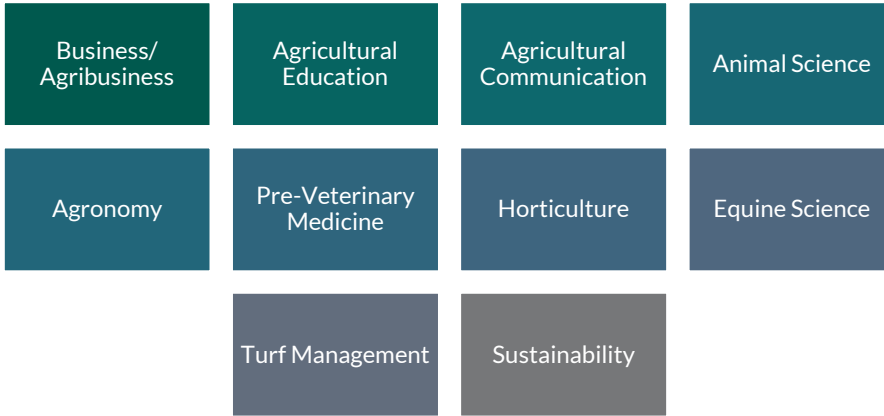 Business/
Agribusiness
Agricultural
Education
Agricultural
Communication
Animal Science
Agronomy
Pre-Veterinary
Medicine
Horticulture
Equine Science
Turf Management
Sustainability